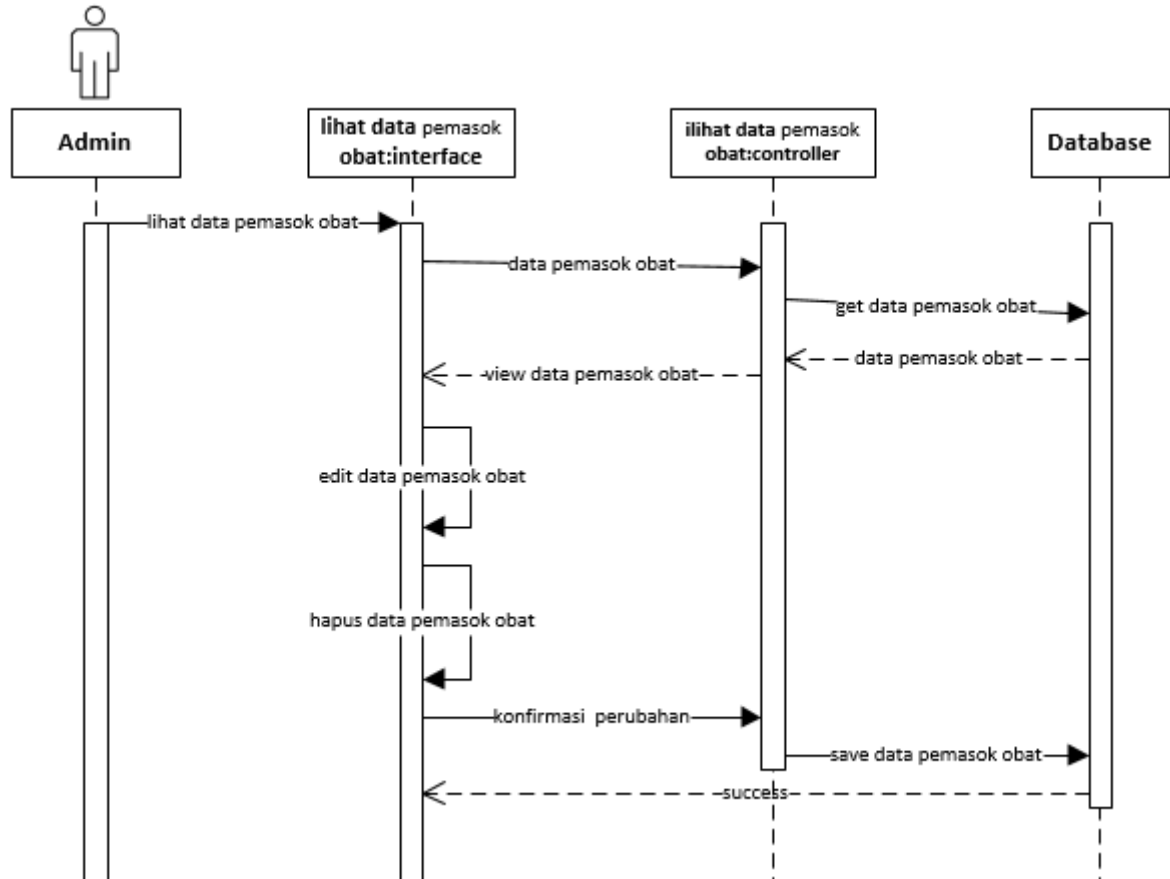 Admin
lihat data pemasok
obat:interface
ilihat data pemasok
obat:controller
Database
lihat data pemasok obat
data pemasok obat
get data pemasok obat
data pemasok obat
view data pemasok obat
edit data pemasok obat
hapus data pemasok obat
konfirmasi perubahan
save data pemasok obat
success